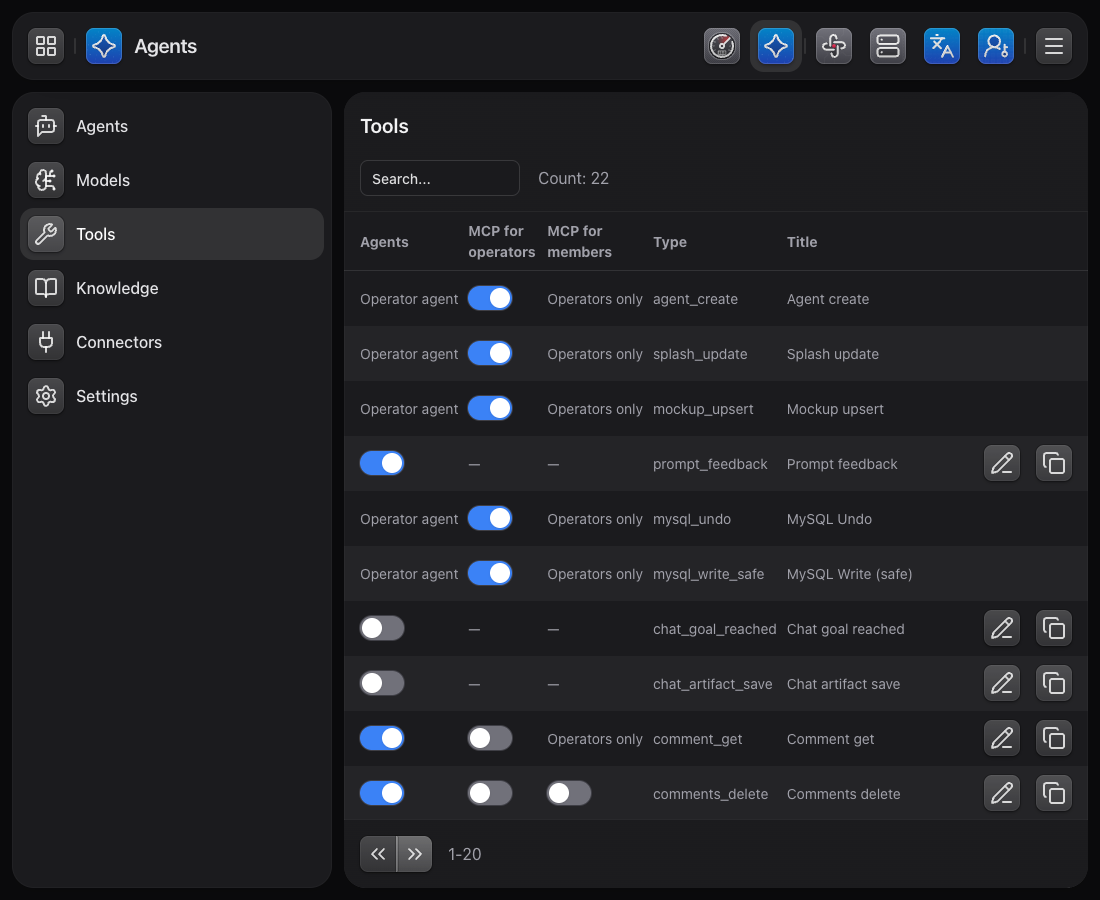 Agents
Agents
Models
Tools
Knowledge
Connectors
Settings
Tools
Search...
Count: 22
Agents MCP for operators MCP for members Type Title
Operator agent Operators only agent_create Agent create
Operator agent Operators only splash_update Splash update
Operator agent Operators only mockup_upsert Mockup upsert
— — prompt_feedback Prompt feedback
Operator agent Operators only mysql_undo MySQL Undo
Operator agent Operators only mysql_write_safe MySQL Write (safe)
— — chat_goal_reached Chat goal reached
— — chat_artifact_save Chat artifact save
Operators only comment_get Comment get
comments_delete Comments delete
1-20